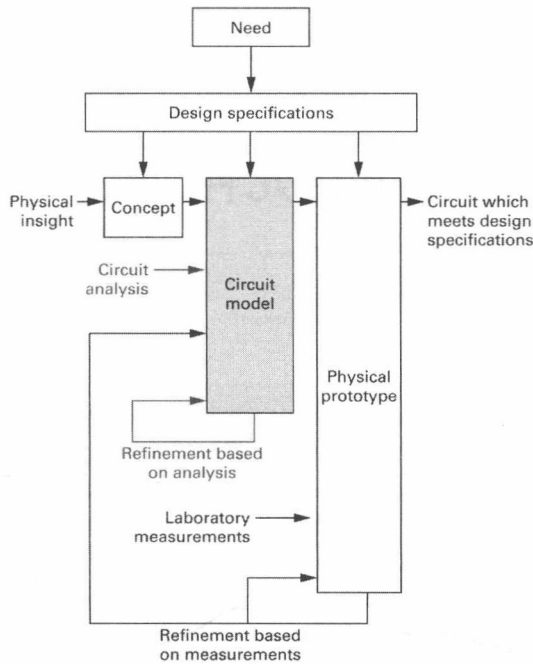 Need
Design specifications
Physical
insight
Concept
Circuit
model
Physical
prototype
Circuit which
meets design
specifications
Circuit
analysis
Refinement based
on analysis
Laboratory
measurements
Refinement based
on measurements